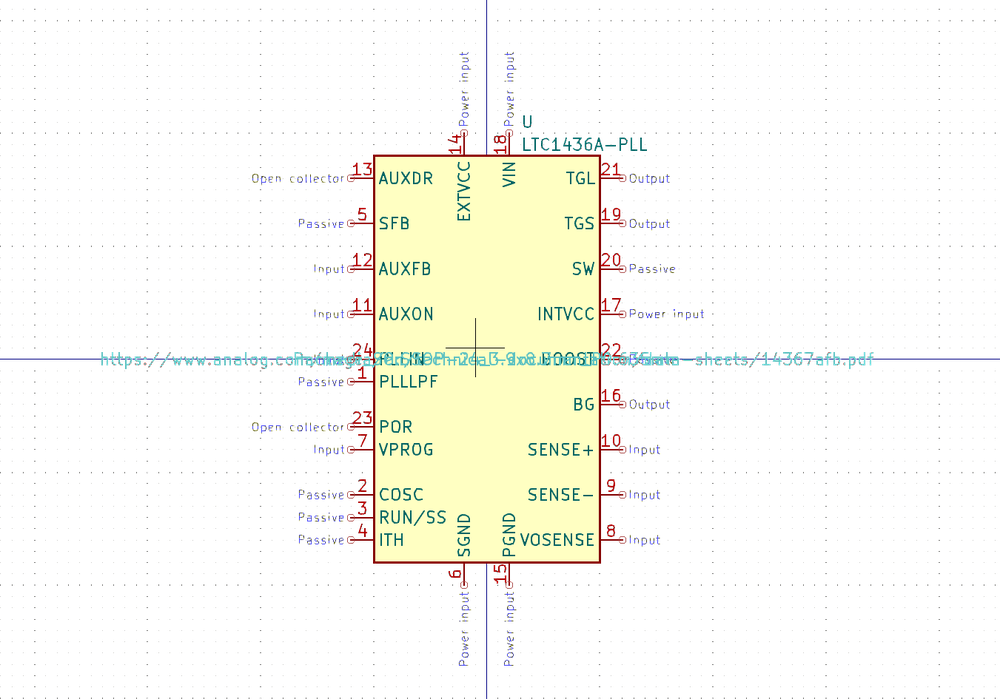 Power input
Power input
14
18
U
LTC1436A-PLL
Open collector
13
AUXDR
EXTVCC
VIN
TGL
21
Output
Passive
5
SFB
TGS
19
Output
Input
12
AUXFB
SW
20
Passive
Input
11
AUXON
INTVCC
17
Power input
24
PLLIN
BOOST
22
Passive
1
PLLLPF
BG
16
Output
Open collector
23
POR
Input
7
VPROG
SENSE+
10
Input
Passive
2
COSC
SENSE-
9
Input
Passive
3
RUN/SS
Passive
4
ITH
SGND
PGND
VOSENSE
8
Input
6
15
Power input
Power input